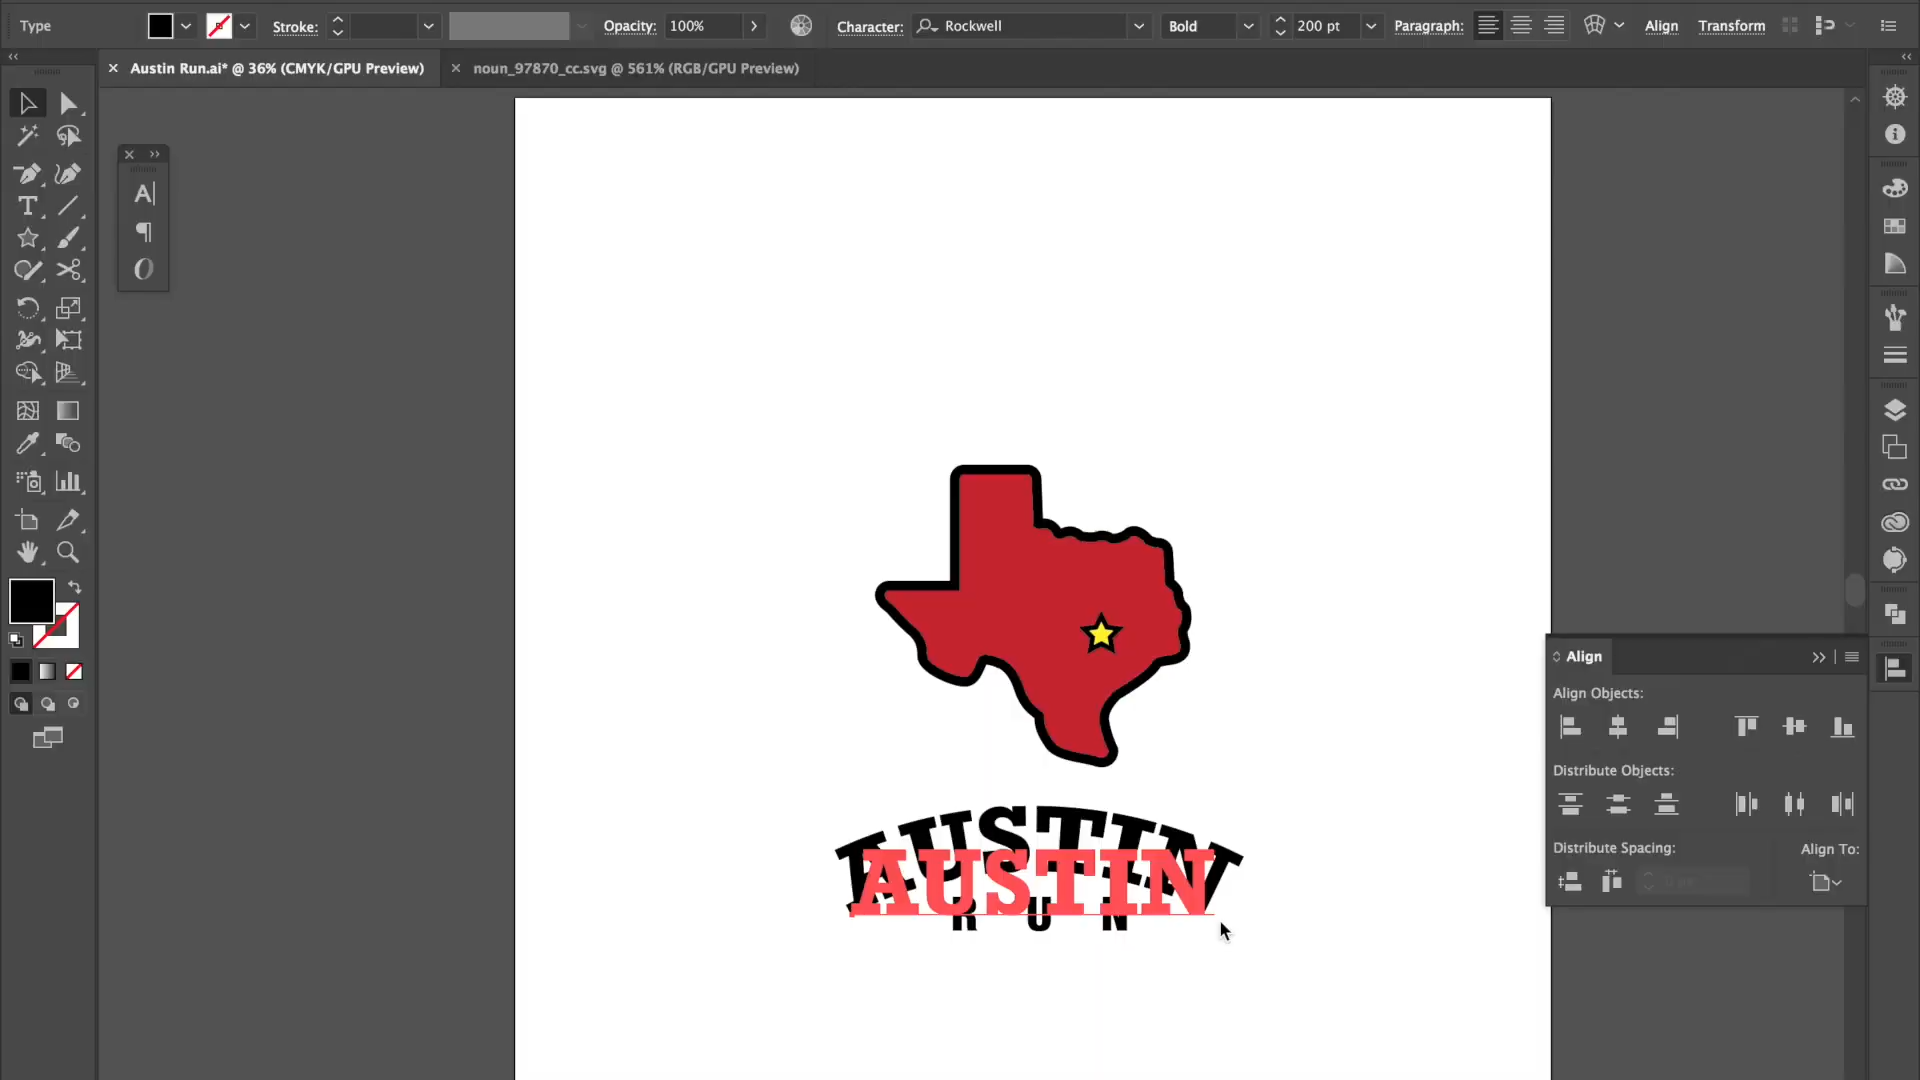 Type
Stroke:
Opacity:
100%
Character:
Rockwell
Bold
200 pt
Paragraph:
Align
Transform
Austin Run.ai* @ 36% (CMYK/GPU Preview)
noun_97870_cc.svg @ 561% (RGB/GPU Preview)
Align
Align Objects:
Distribute Objects:
Distribute Spacing:
Align To:
AUSTIN
AUSTIN
RUN